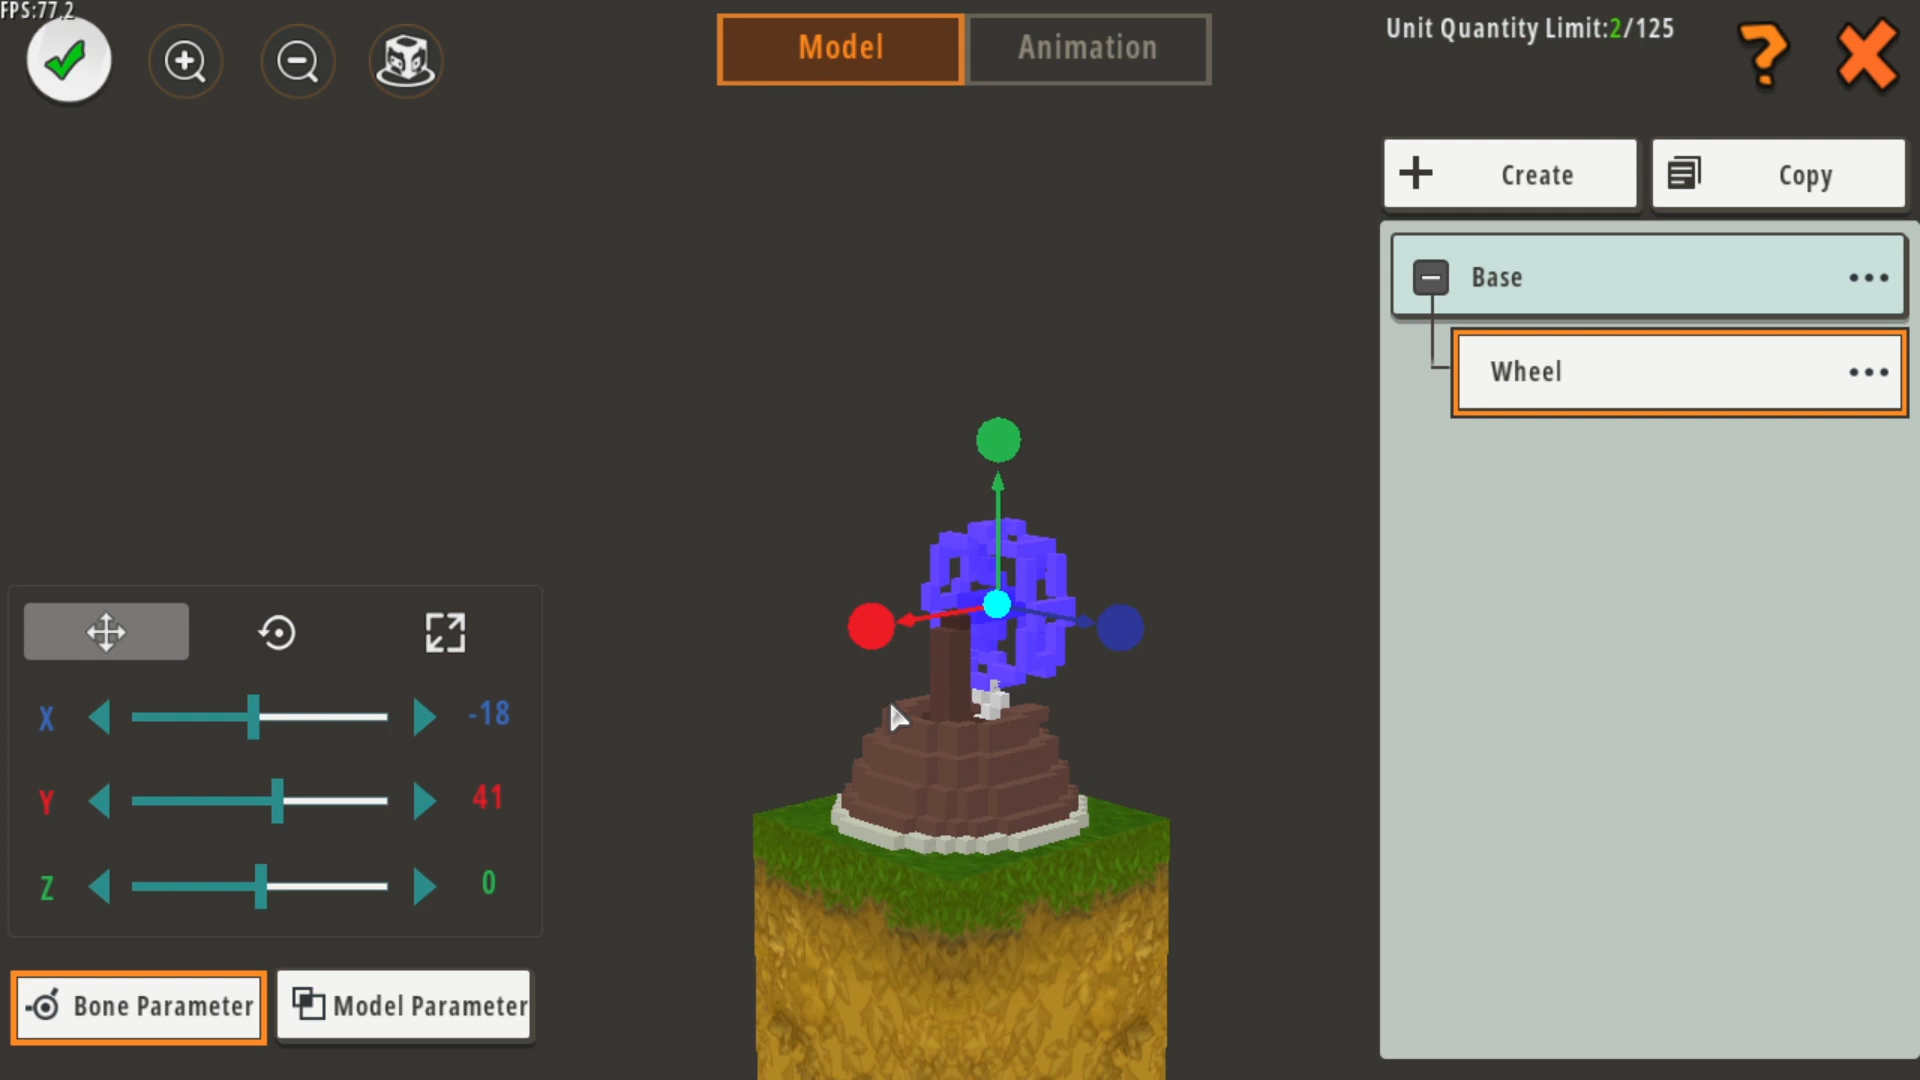 FPS:77.2
Model
Animation
Unit Quantity Limit:2/125
Create
Copy
Base
Wheel
X
-18
Y
41
Z
0
Bone Parameter
Model Parameter